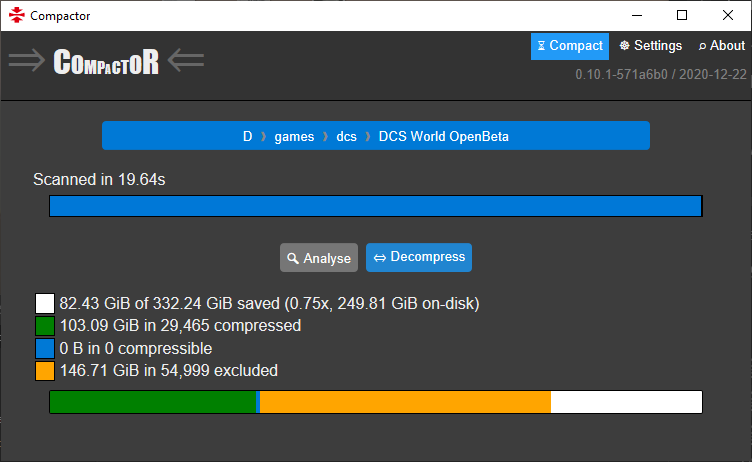 Compactor
⇒ COMPACTOR ⇐
Compact Settings About
0.10.1-571a6b0 / 2020-12-22
D › games › dcs › DCS World OpenBeta
Scanned in 19.64s
Analyse ⇔ Decompress
82.43 GiB of 332.24 GiB saved (0.75x, 249.81 GiB on-disk)
103.09 GiB in 29,465 compressed
0 B in 0 compressible
146.71 GiB in 54,999 excluded